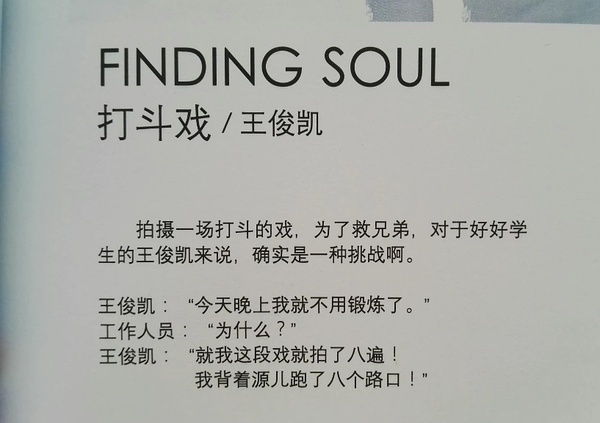 FINDING SOUL
打斗戏 / 王俊凯
拍摄一场打斗的戏，为了救兄弟，对于好好学
生的王俊凯来说，确实是一种挑战啊。
王俊凯：“今天晚上我就不用锻炼了。”
工作人员：“为什么？”
王俊凯：“就我这段戏就拍了八遍！
我背着源儿跑了八个路口！”